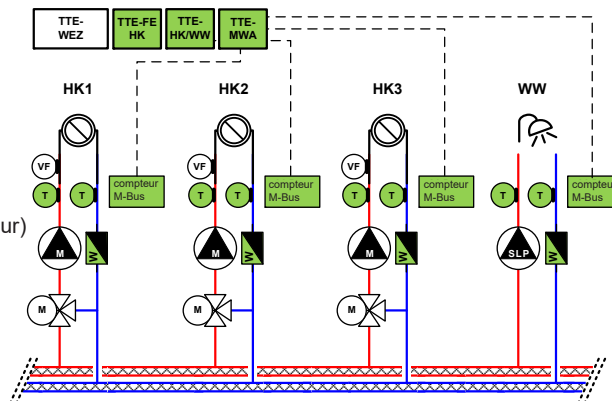 TTE-
WEZ
TTE-FE
HK
TTE-
HK/WW
TTE-
MWA
HK1
HK2
HK3
WW
VF
VF
VF
T
T
compteur
M-Bus
T
T
compteur
M-Bus
T
T
compteur
M-Bus
T
T
compteur
M-Bus
ur)
M
W
M
W
M
W
SLP
W
M
M
M